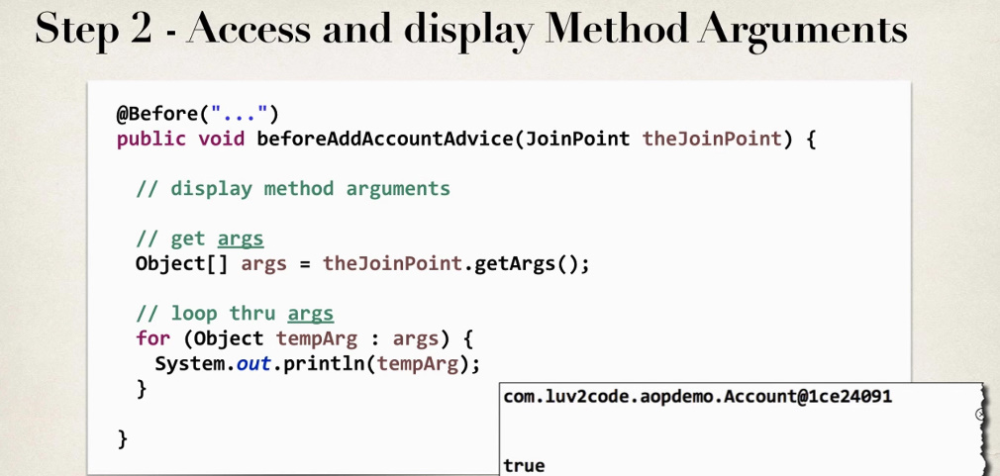 Step 2 - Access and display Method Arguments
@Before("...")
public void beforeAddAccountAdvice(JoinPoint theJoinPoint) {
// display method arguments
// get args
Object[] args = theJoinPoint.getArgs();
// loop thru args
for (Object tempArg : args) {
System.out.println(tempArg);
}
}
com.luv2code.aopdemo.Account@1ce24091
true